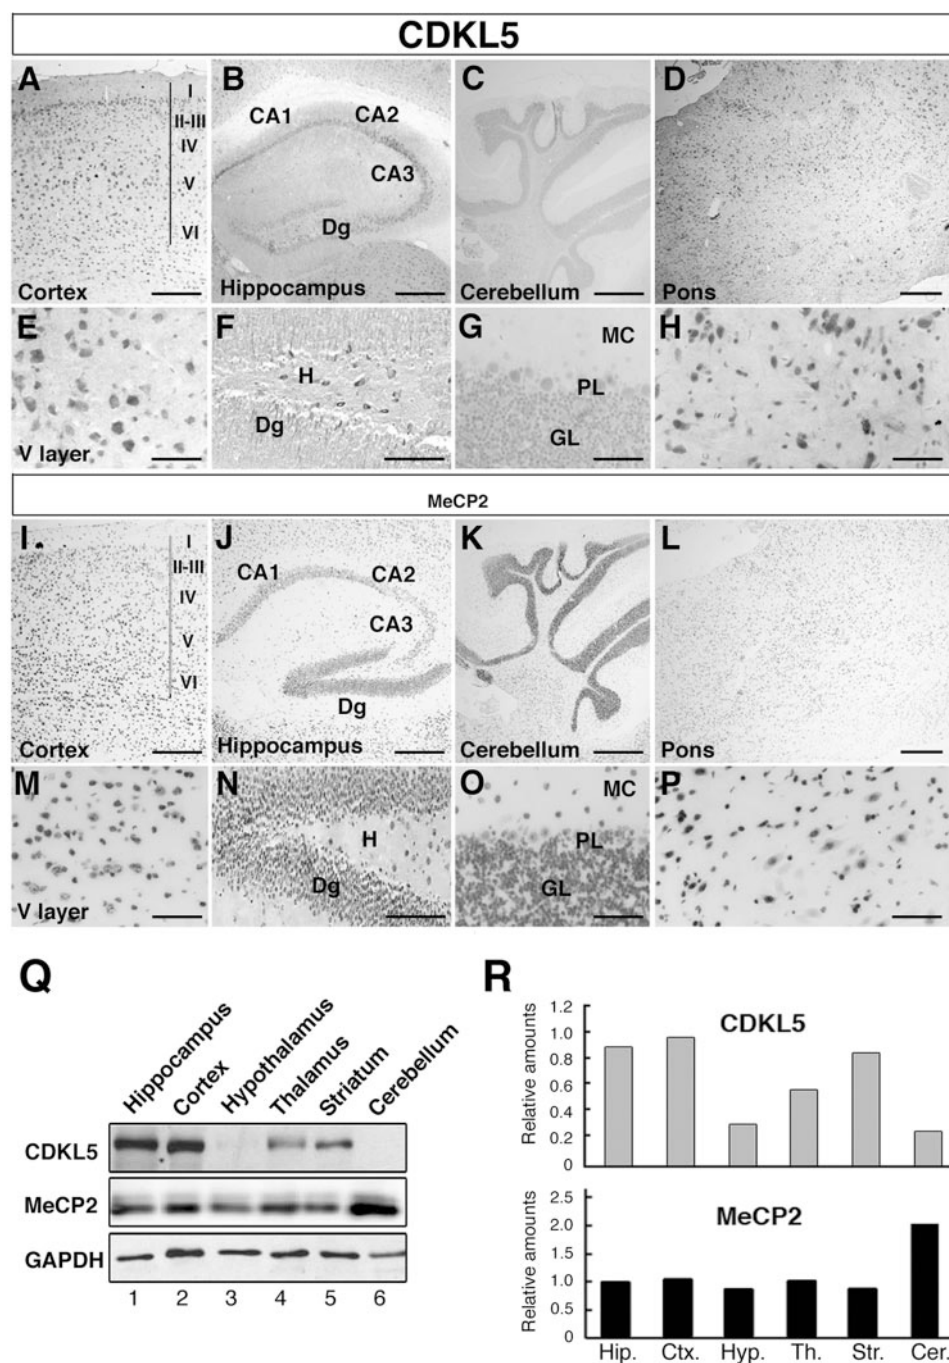 CDKL5
A B C D
I CA1 CA2
II-III
IV
CA3
V
Dg
VI
Cortex Hippocampus Cerebellum Pons
E F G H
MC
H PL
Dg
GL
V layer
MeCP2
I J K L
I
II-III CA1 CA2
IV
CA3
V
VI
Dg
Cortex Hippocampus Cerebellum Pons
M N O P
MC
H PL
Dg GL
V layer
Q
Hippocampus
Cortex
Hypothalamus
Thalamus
Striatum
Cerebellum
CDKL5
MeCP2
GAPDH
1 2 3 4 5 6
R
Relative amounts
1.2
1.0
0.8
0.6
0.4
0.2
0
CDKL5
Relative amounts
2.5
2.0
1.5
1.0
0.5
0
MeCP2
Hip. Ctx. Hyp. Th. Str. Cer.